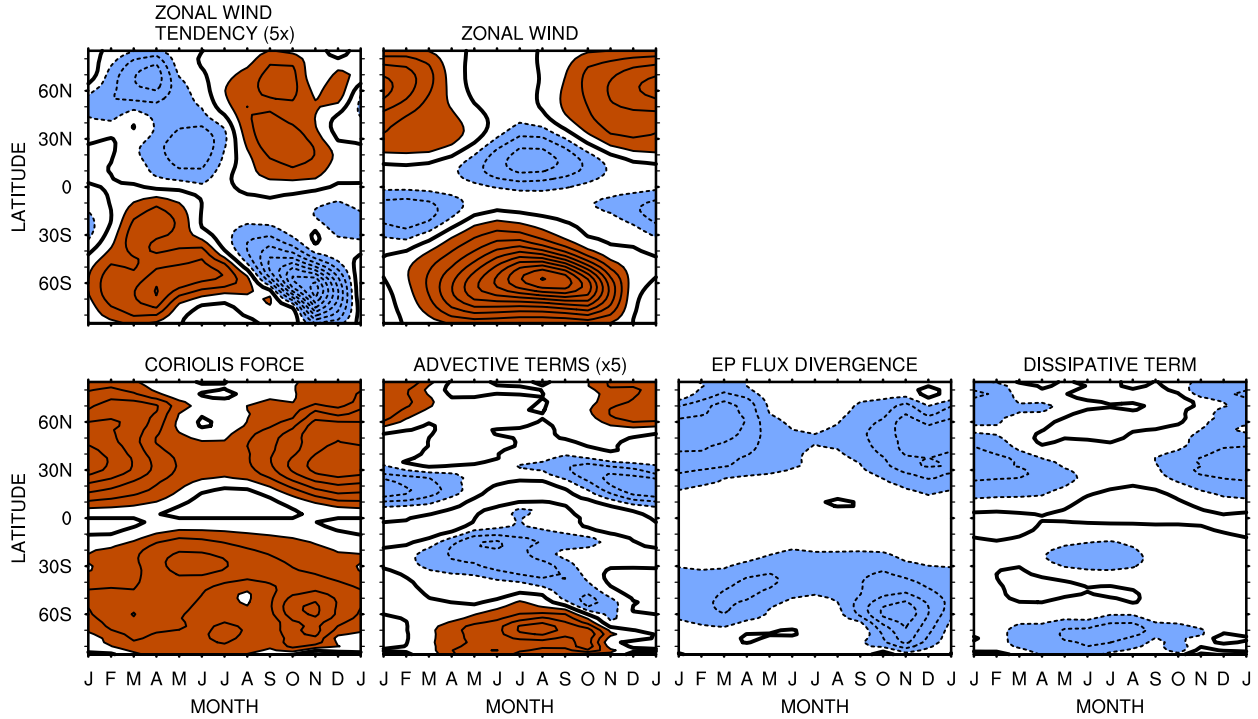 ZONAL WIND
TENDENCY (5x)
ZONAL WIND
LATITUDE
60N
30N
0
30S
60S
CORIOLIS FORCE
ADVECTIVE TERMS (x5)
EP FLUX DIVERGENCE
DISSIPATIVE TERM
LATITUDE
60N
30N
0
30S
60S
J F M A M J J A S O N D J
J F M A M J J A S O N D J
J F M A M J J A S O N D J
J F M A M J J A S O N D J
MONTH
MONTH
MONTH
MONTH